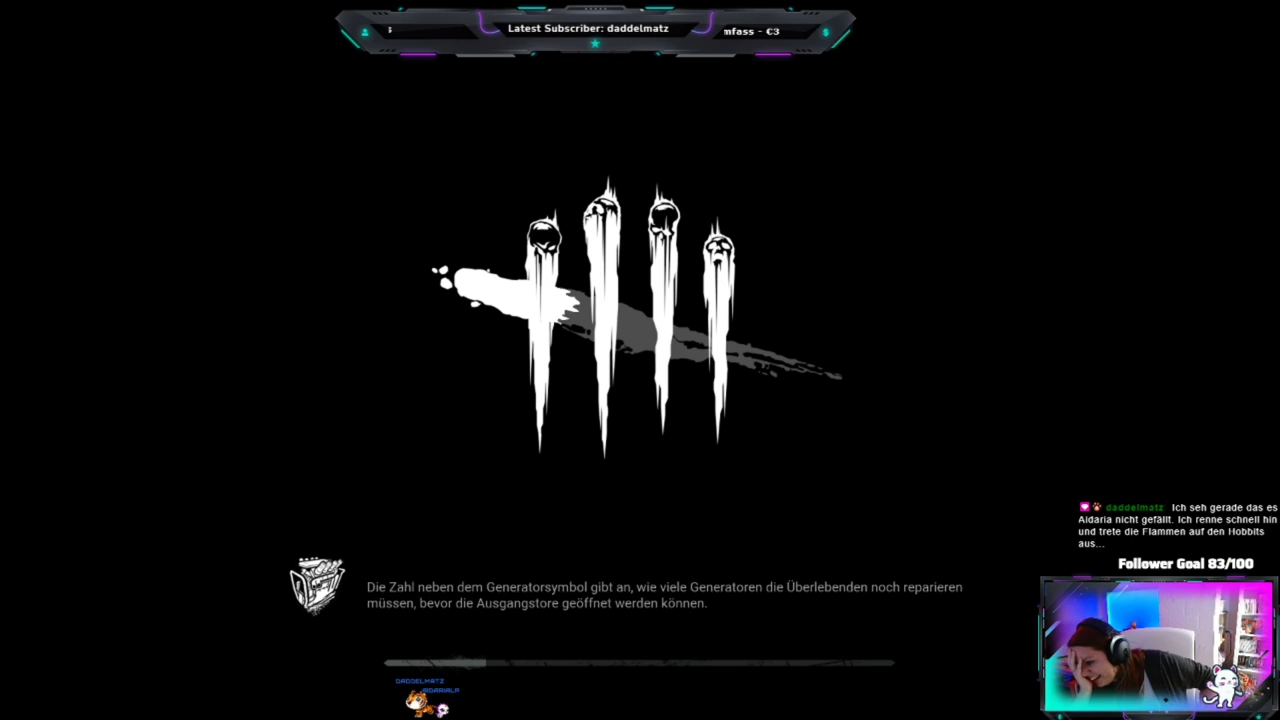 Latest Subscriber: daddelmatz
mfass - €3
daddelmatz Ich seh gerade das es
Aidaria nicht gefällt. Ich renne schnell hin
und trete die Flammen auf den Hobbits
aus...
Follower Goal 83/100
Die Zahl neben dem Generatorsymbol gibt an, wie viele Generatoren die Überlebenden noch reparieren
müssen, bevor die Ausgangstore geöffnet werden können.
DADDELMATZ